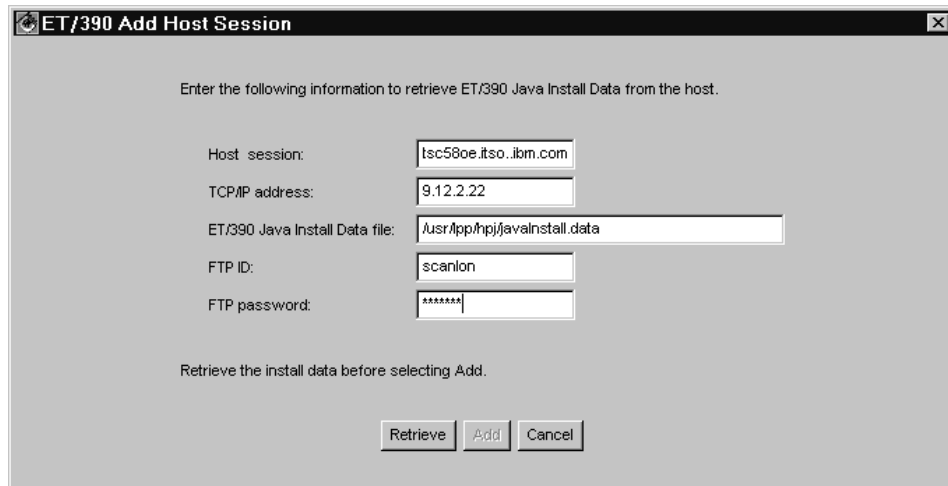 ET/390 Add Host Session
Enter the following information to retrieve ET/390 Java Install Data from the host.
Host session: tsc58oe.itso..ibm.com
TCP/IP address: 9.12.2.22
ET/390 Java Install Data file: /usr/lpp/hpj/javaInstall.data
FTP ID: scanlon
FTP password: *******
Retrieve the install data before selecting Add.
Retrieve Add Cancel